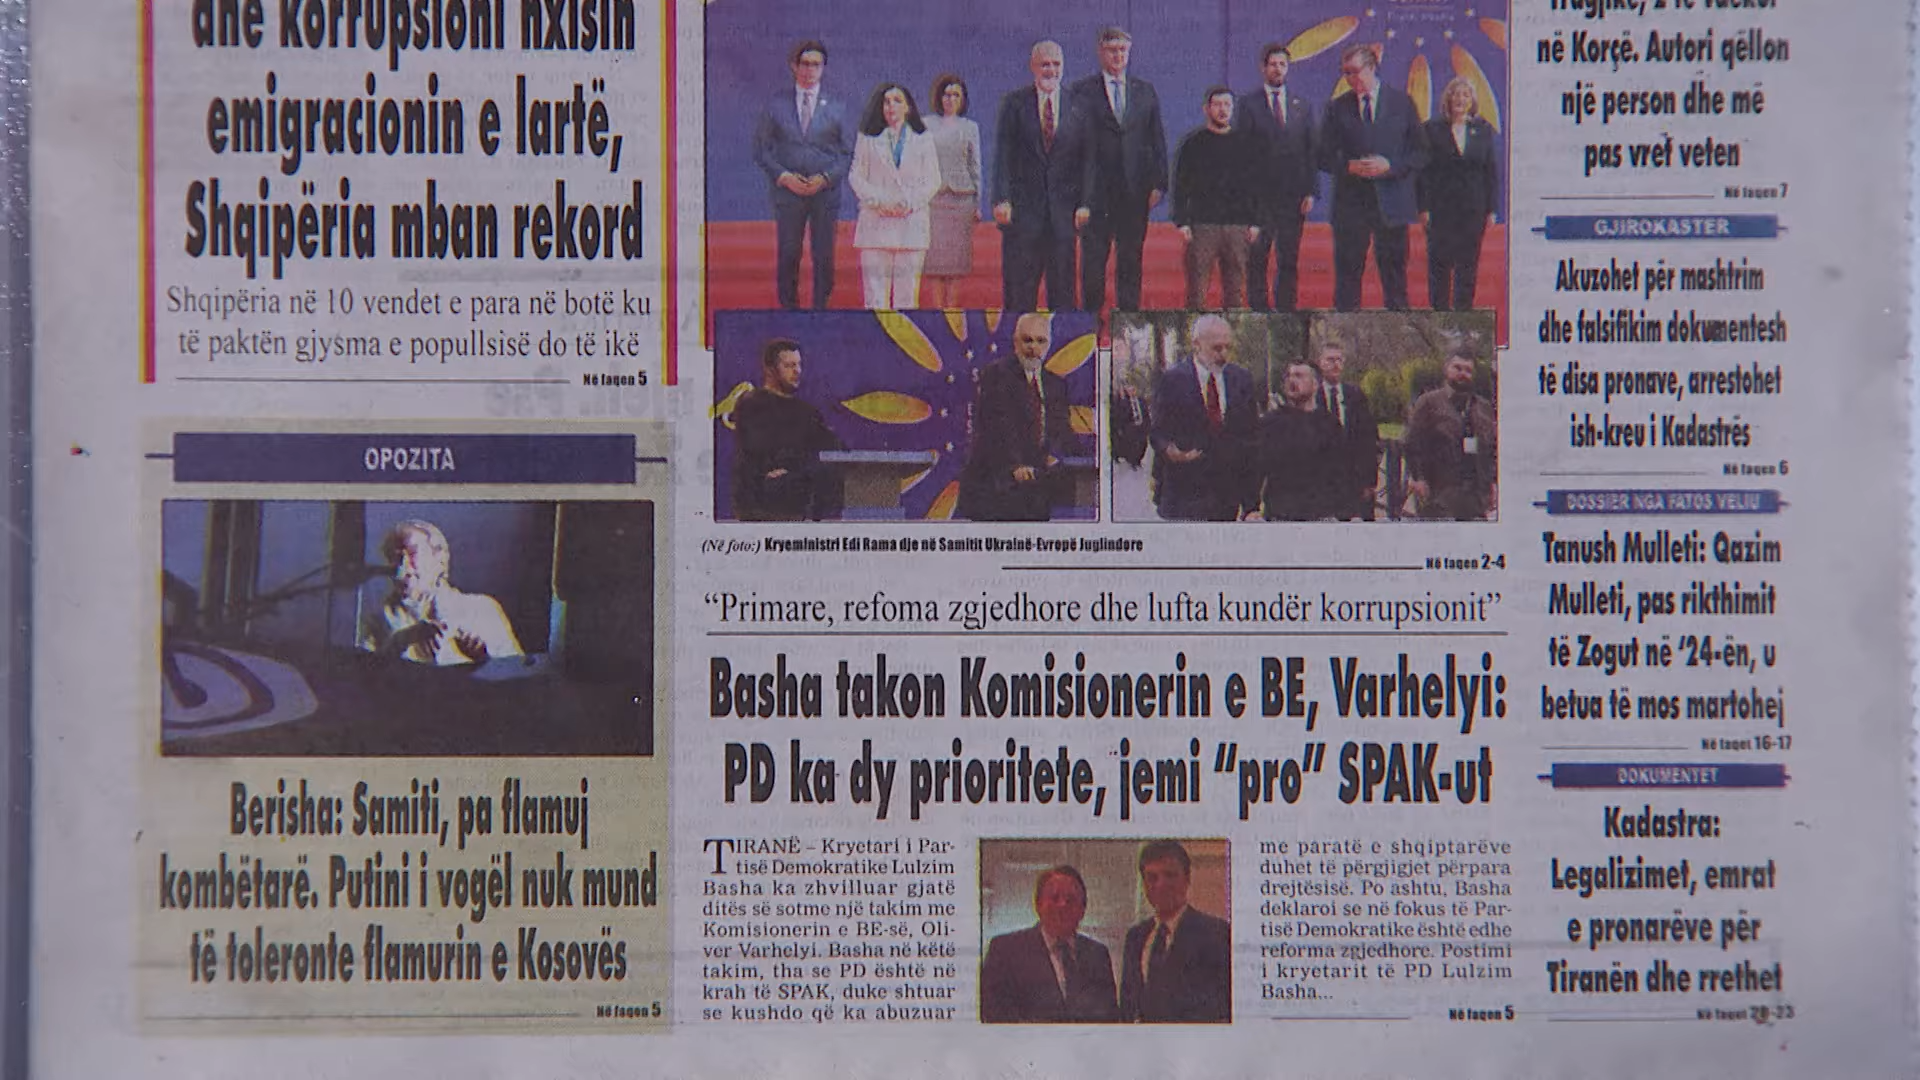 dhe korrupsioni nxisin
emigracionin e lartë,
Shqipëria mban rekord
Shqipëria në 10 vendet e para në botë ku
të paktën gjysma e popullsisë do të ikë
Në faqen 5
OPOZITA
Berisha: Samiti, pa flamuj
kombëtarë. Putini i vogël nuk mund
të toleronte flamurin e Kosovës
Në faqen 5
(Në foto:) Kryeministri Edi Rama dje në Samitit Ukrainë-Evropë Juglindore
Në faqen 2-4
“Primare, refoma zgjedhore dhe lufta kundër korrupsionit”
Basha takon Komisionerin e BE, Varhelyi:
PD ka dy prioritete, jemi “pro” SPAK-ut
TIRANË – Kryetari i Par-
tisë Demokratike Lulzim
Basha ka zhvilluar gjatë
ditës së sotme një takim me
Komisionerin e BE-së, Oli-
ver Varhelyi. Basha në këtë
takim, tha se PD është në
krah të SPAK, duke shtuar
se kushdo që ka abuzuar
me paratë e shqiptarëve
duhet të përgjigjet përpara
drejtësisë. Po ashtu, Basha
deklaroi se në fokus të Par-
tisë Demokratike është edhe
reforma zgjedhore. Postimi
i kryetarit të PD Lulzim
Basha...
Në faqen 5
në Korçë. Autori qëllon
një person dhe më
pas vret veten
Në faqen 7
GJIROKASTER
Akuzohet për mashtrim
dhe falsifikim dokumentesh
të disa pronave, arrestohet
ish-kreu i Kadastrës
Në faqen 6
DOSSIER NGA FATOS VELIU
Tanush Mulleti: Qazim
Mulleti, pas rikthimit
të Zogut në ‘24-ën, u
betua të mos martohej
Në faqet 16-17
DOKUMENTET
Kadastra:
Legalizimet, emrat
e pronarëve për
Tiranën dhe rrethet
Në faqet 20-23